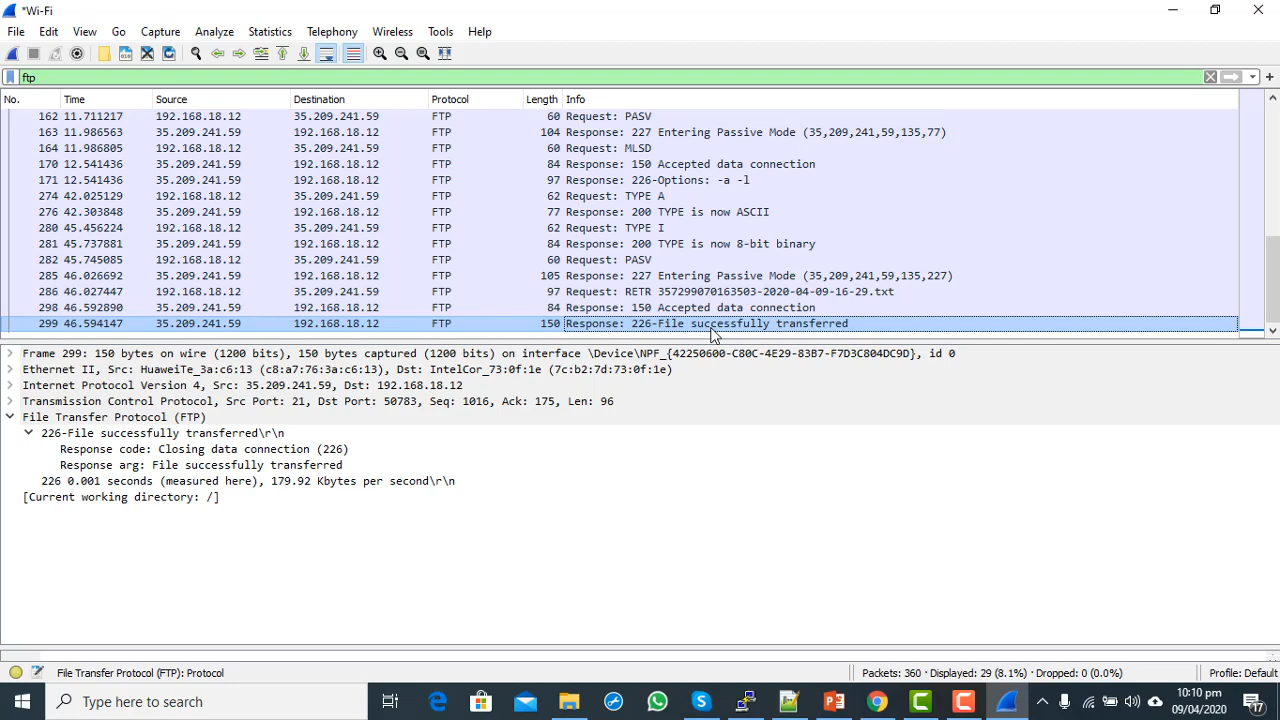 *Wi-Fi
File Edit View Go Capture Analyze Statistics Telephony Wireless Tools Help
ftp
No. Time Source Destination Protocol Length Info
162 11.711217 192.168.18.12 35.209.241.59 FTP 60 Request: PASV
163 11.986563 35.209.241.59 192.168.18.12 FTP 104 Response: 227 Entering Passive Mode (35,209,241,59,135,77)
164 11.986805 192.168.18.12 35.209.241.59 FTP 60 Request: MLSD
170 12.541436 35.209.241.59 192.168.18.12 FTP 84 Response: 150 Accepted data connection
171 12.541436 35.209.241.59 192.168.18.12 FTP 97 Response: 226-Options: -a -l
274 42.025129 192.168.18.12 35.209.241.59 FTP 62 Request: TYPE A
276 42.303848 35.209.241.59 192.168.18.12 FTP 77 Response: 200 TYPE is now ASCII
280 45.456224 192.168.18.12 35.209.241.59 FTP 62 Request: TYPE I
281 45.737881 35.209.241.59 192.168.18.12 FTP 84 Response: 200 TYPE is now 8-bit binary
282 45.745085 192.168.18.12 35.209.241.59 FTP 60 Request: PASV
285 46.026692 35.209.241.59 192.168.18.12 FTP 105 Response: 227 Entering Passive Mode (35,209,241,59,135,227)
286 46.027447 192.168.18.12 35.209.241.59 FTP 97 Request: RETR 357299070163503-2020-04-09-16-29.txt
298 46.592890 35.209.241.59 192.168.18.12 FTP 84 Response: 150 Accepted data connection
299 46.594147 35.209.241.59 192.168.18.12 FTP 150 Response: 226-File successfully transferred
Frame 299: 150 bytes on wire (1200 bits), 150 bytes captured (1200 bits) on interface \Device\NPF_{42250600-C80C-4E29-83B7-F7D3C804DC9D}, id 0
Ethernet II, Src: HuaweiTe_3a:c6:13 (c8:a7:76:3a:c6:13), Dst: IntelCor_73:0f:1e (7c:b2:7d:73:0f:1e)
Internet Protocol Version 4, Src: 35.209.241.59, Dst: 192.168.18.12
Transmission Control Protocol, Src Port: 21, Dst Port: 50783, Seq: 1016, Ack: 175, Len: 96
File Transfer Protocol (FTP)
226-File successfully transferred\r\n
Response code: Closing data connection (226)
Response arg: File successfully transferred
226 0.001 seconds (measured here), 179.92 Kbytes per second\r\n
[Current working directory: /]
File Transfer Protocol (FTP): Protocol Packets: 360 · Displayed: 29 (8.1%) · Dropped: 0 (0.0%) Profile: Default
Type here to search
10:10 pm
09/04/2020
17